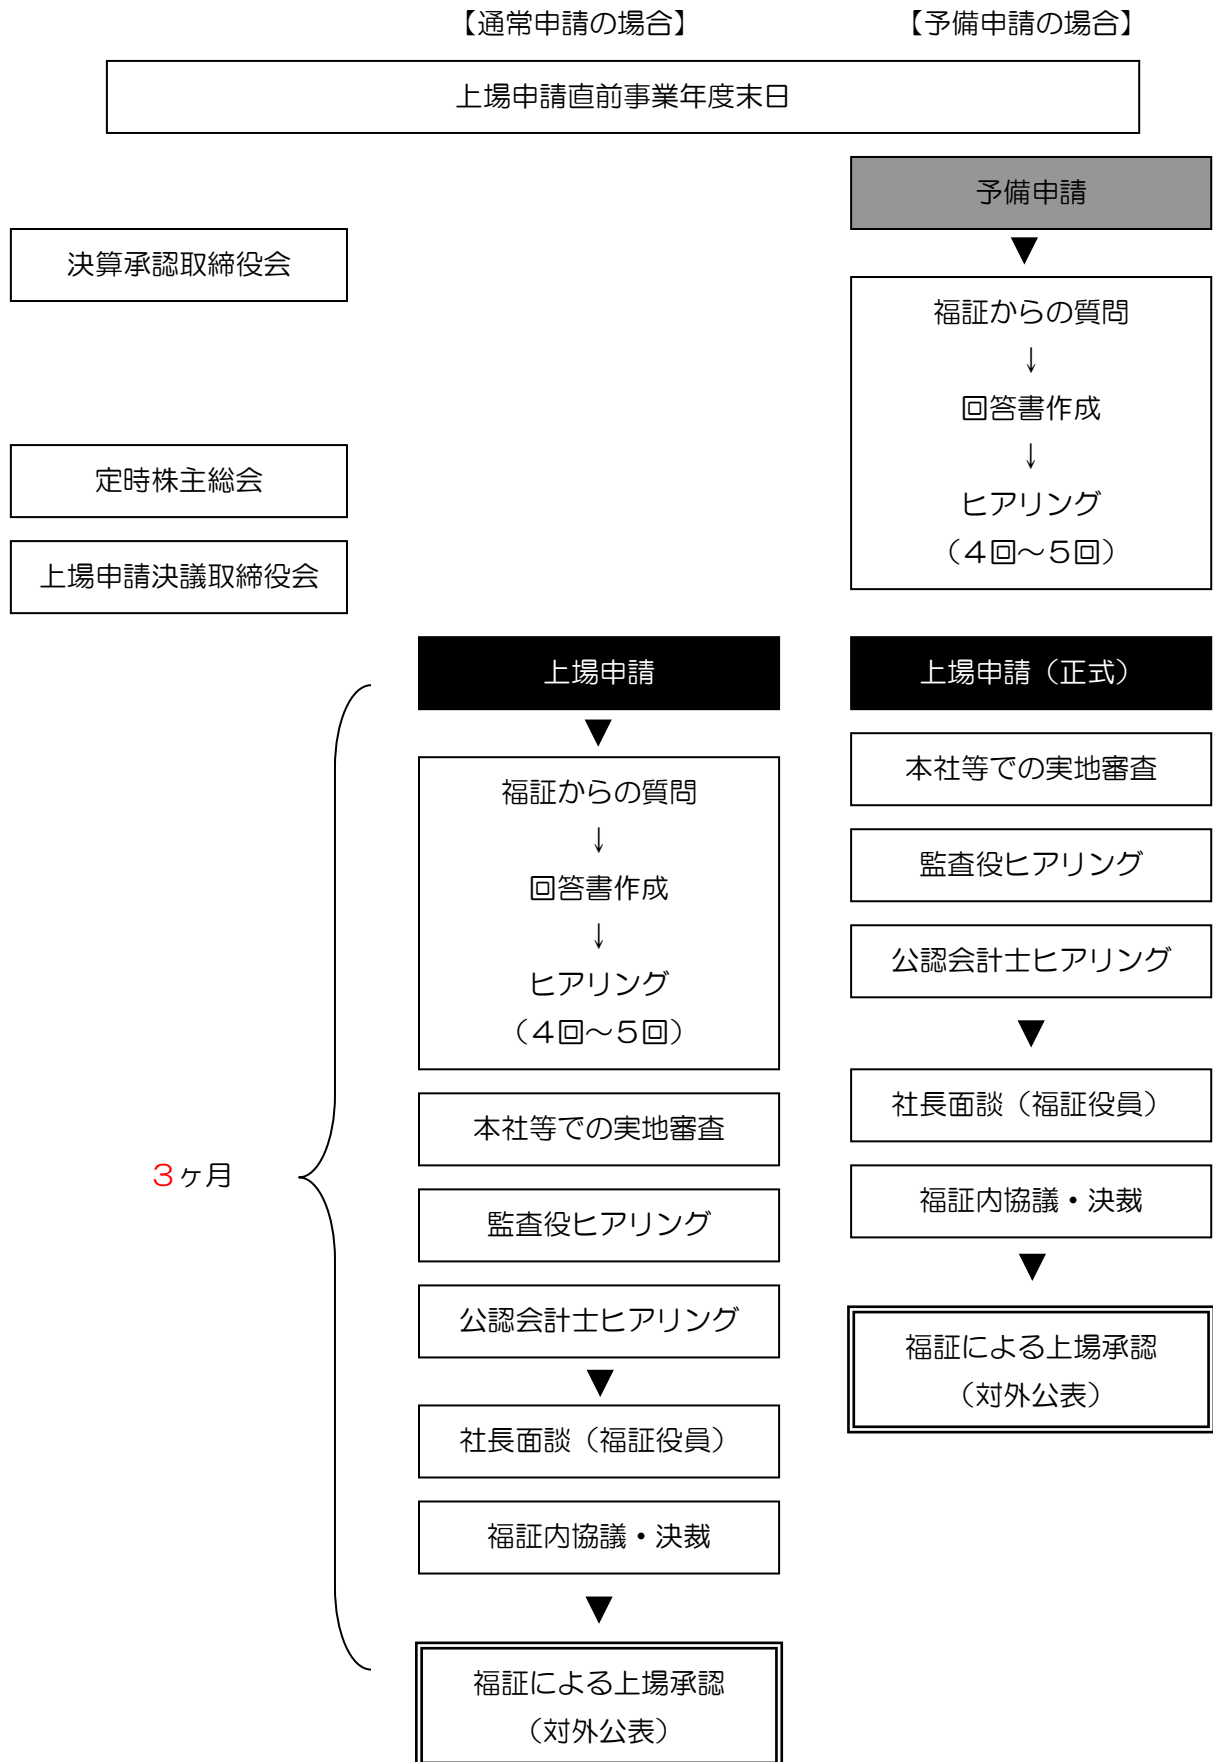 【通常申請の場合】
【予備申請の場合】
上場申請直前事業年度末日
予備申請
▼
決算承認取締役会
福証からの質問
↓
回答書作成
↓
ヒアリング
（４回～５回）
定時株主総会
上場申請決議取締役会
上場申請
▼
福証からの質問
↓
回答書作成
↓
ヒアリング
（４回～５回）
本社等での実地審査
監査役ヒアリング
公認会計士ヒアリング
▼
社長面談（福証役員）
福証内協議・決裁
▼
福証による上場承認
（対外公表）
３ヶ月
上場申請（正式）
本社等での実地審査
監査役ヒアリング
公認会計士ヒアリング
▼
社長面談（福証役員）
福証内協議・決裁
▼
福証による上場承認
（対外公表）